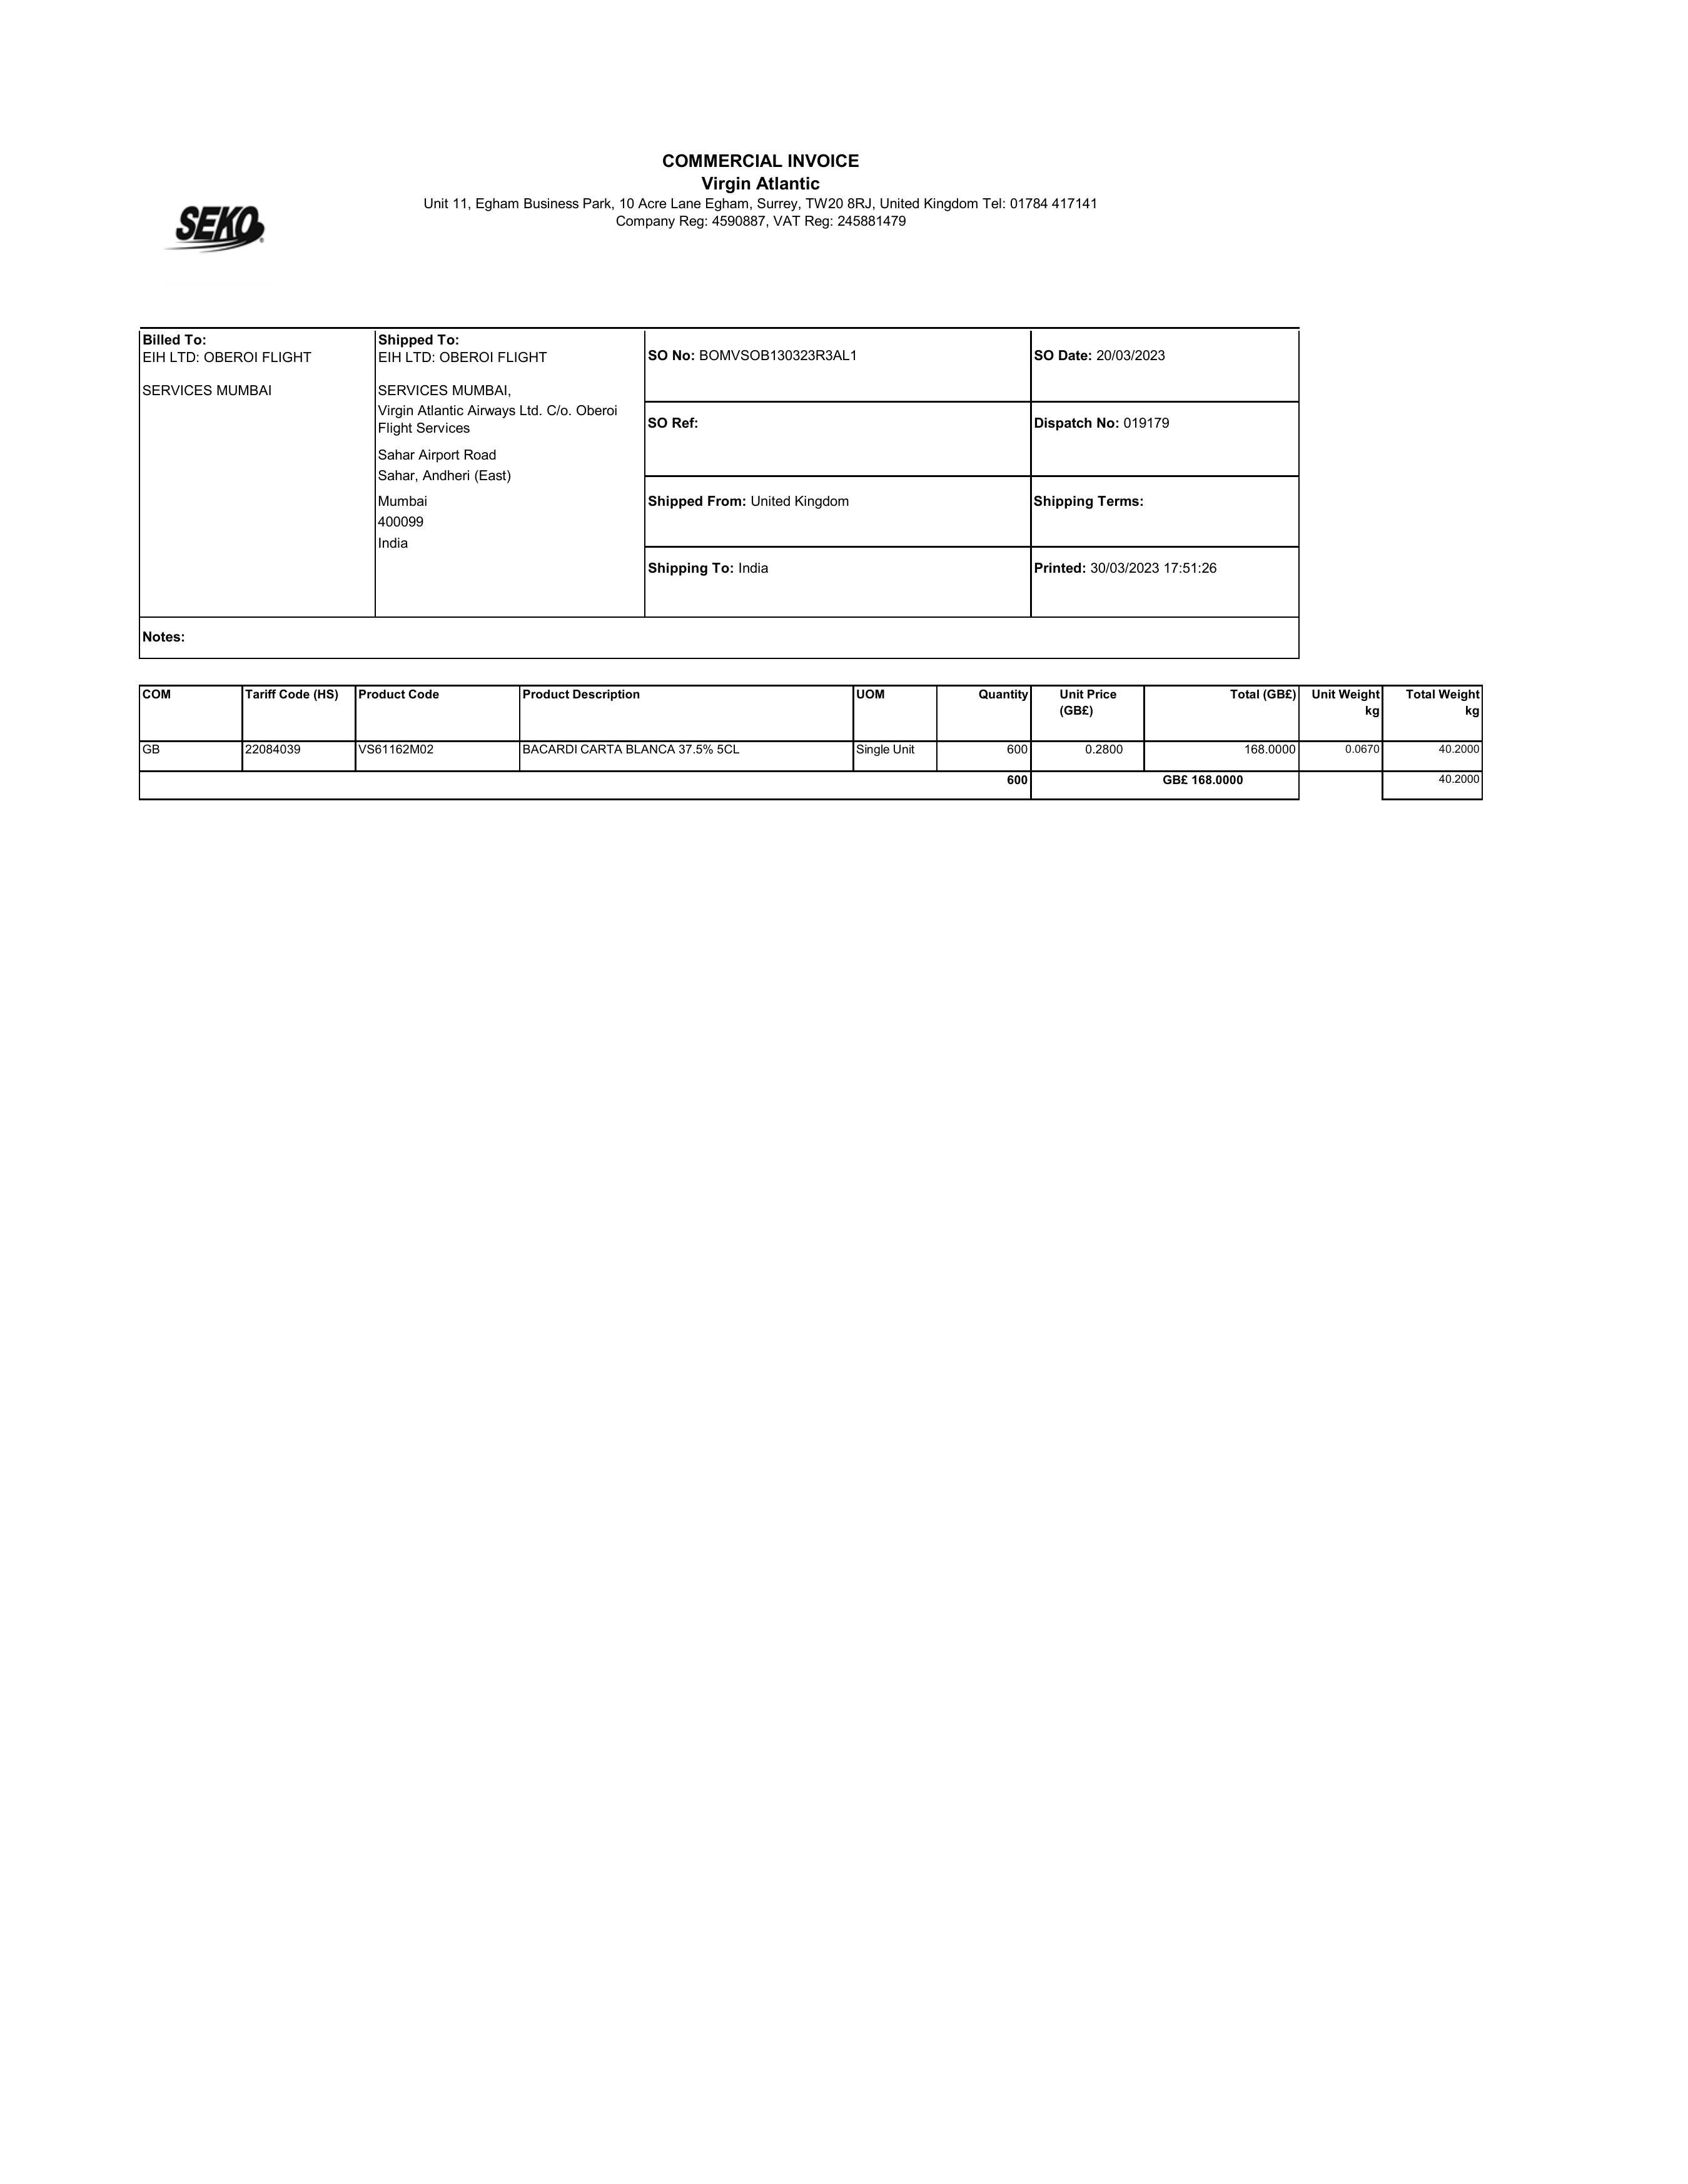 COMMERCIAL INVOICE
Virgin Atlantic
Unit 11, Egham Business Park, 10 Acre Lane Egham, Surrey, TW20 8RJ, United Kingdom Tel: 01784 417141
Company Reg: 4590887, VAT Reg: 245881479
SEKO®
Billed To:
EIH LTD: OBEROI FLIGHT
SERVICES MUMBAI
Shipped To:
EIH LTD: OBEROI FLIGHT
SERVICES MUMBAI,
Virgin Atlantic Airways Ltd. C/o. Oberoi
Flight Services
Sahar Airport Road
Sahar, Andheri (East)
Mumbai
400099
India
SO No: BOMVSOB130323R3AL1
SO Date: 20/03/2023
SO Ref:
Dispatch No: 019179
Shipped From: United Kingdom
Shipping Terms:
Shipping To: India
Printed: 30/03/2023 17:51:26
Notes:
COM Tariff Code (HS) Product Code Product Description UOM Quantity Unit Price (GB£) Total (GB£) Unit Weight kg Total Weight kg
GB 22084039 VS61162M02 BACARDI CARTA BLANCA 37.5% 5CL Single Unit 600 0.2800 168.0000 0.0670 40.2000
600 GB£ 168.0000 40.2000